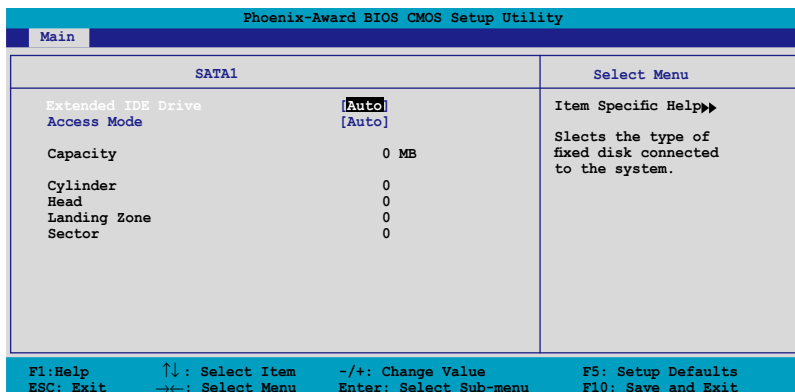 Phoenix-Award BIOS CMOS Setup Utility
Main
SATA1
Select Menu
Extended IDE Drive [Auto]
Access Mode [Auto]
Capacity 0 MB
Cylinder 0
Head 0
Landing Zone 0
Sector 0
Item Specific Help▶▶
Slects the type of
fixed disk connected
to the system.
F1:Help ↑↓: Select Item -/+: Change Value F5: Setup Defaults
ESC: Exit →←: Select Menu Enter: Select Sub-menu F10: Save and Exit